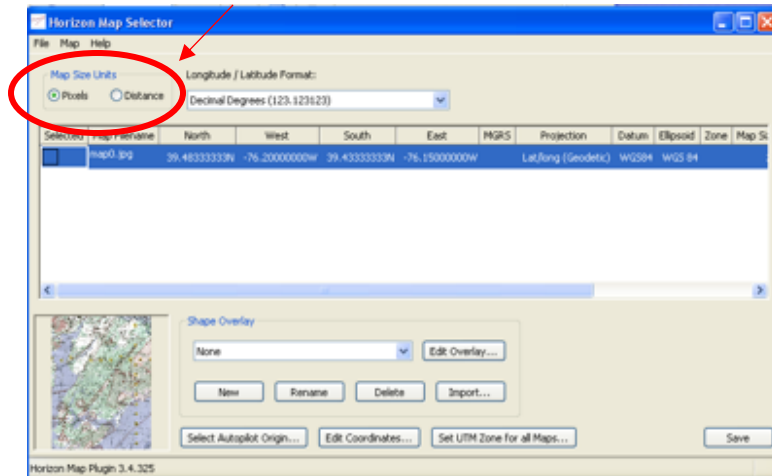 Horizon Map Selector
File Map Help
Map Size Units
Pixels Distance
Longitude / Latitude Format:
Decimal Degrees (123.123123)
Selected Map Filename North West South East MGRS Projection Datum Ellipsoid Zone Map Si
map0.jpg 39.48333333N -76.20000000W 39.43333333N -76.15000000W Lat/long (Geodetic) WGS84 WGS 84
Shape Overlay
None
Edit Overlay...
New Rename Delete Import...
Select Autopilot Origin... Edit Coordinates... Set UTM Zone for all Maps... Save
Horizon Map Plugin 3.4.325